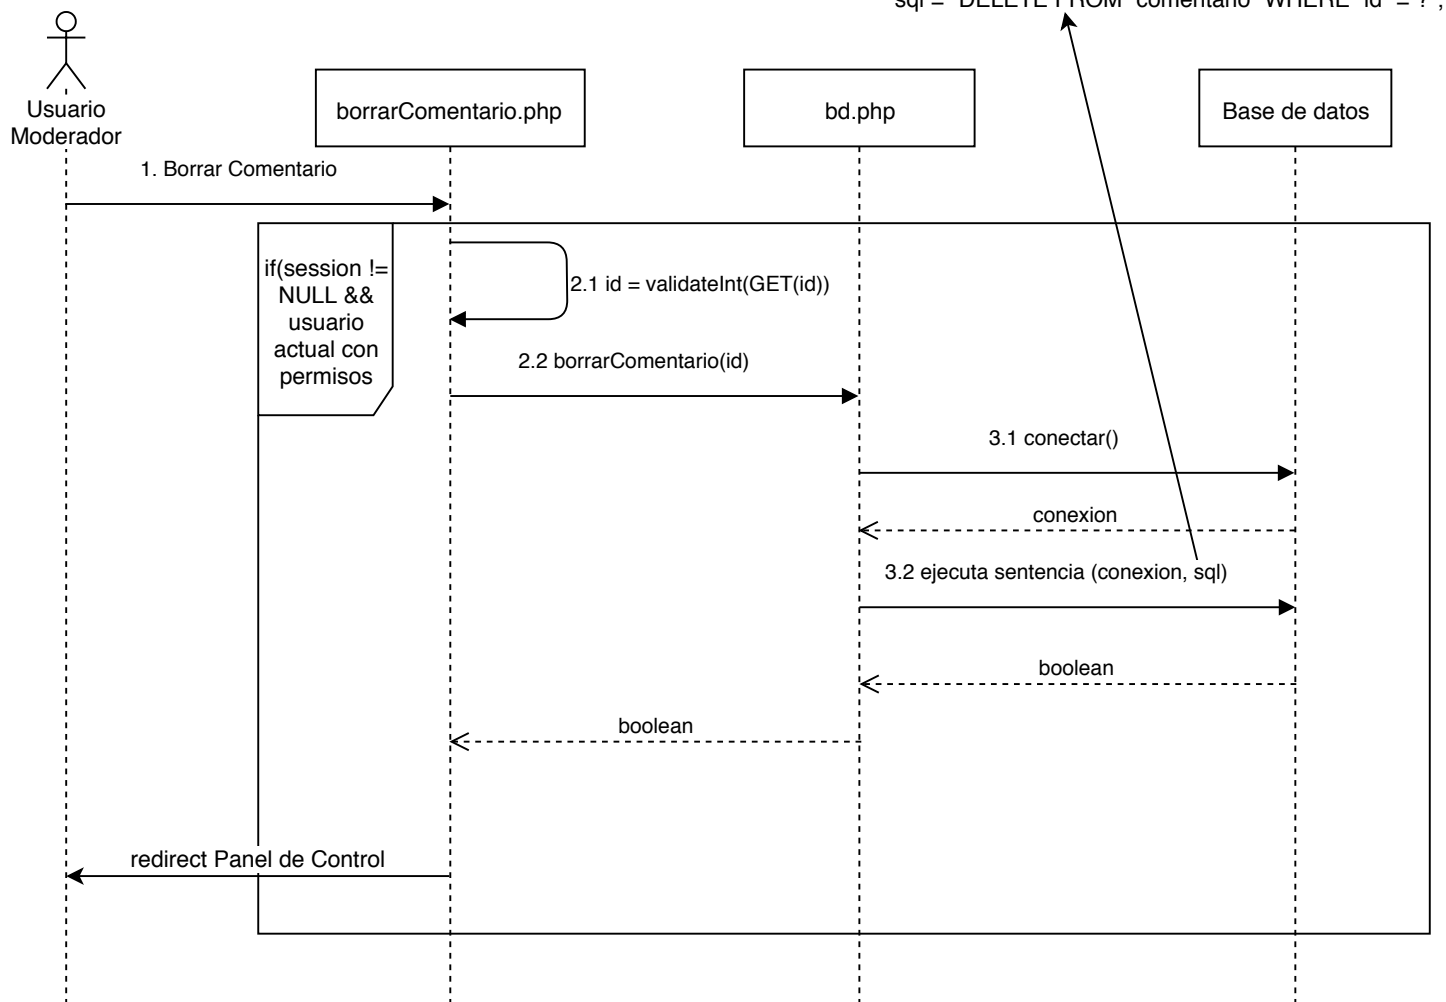 sql = "DELETE FROM "comentario" WHERE "id" = ?";
Usuario
Moderador
borrarComentario.php
bd.php
Base de datos
1. Borrar Comentario
if(session !=
NULL &&
usuario
actual con
permisos
2.1 id = validateInt(GET(id))
2.2 borrarComentario(id)
3.1 conectar()
conexion
3.2 ejecuta sentencia (conexion, sql)
boolean
boolean
redirect Panel de Control